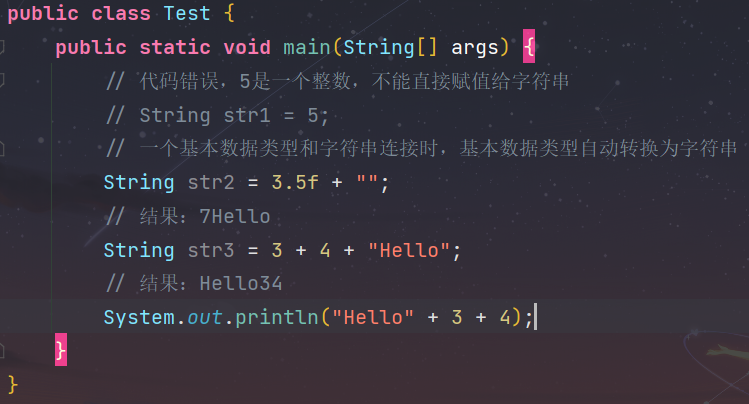 public class Test {
public static void main(String[] args) {
// 代码错误，5是一个整数，不能直接赋值给字符串
// String str1 = 5;
// 一个基本数据类型和字符串连接时，基本数据类型自动转换为字符串
String str2 = 3.5f + "";
// 结果：7Hello
String str3 = 3 + 4 + "Hello";
// 结果：Hello34
System.out.println("Hello" + 3 + 4);
}
}